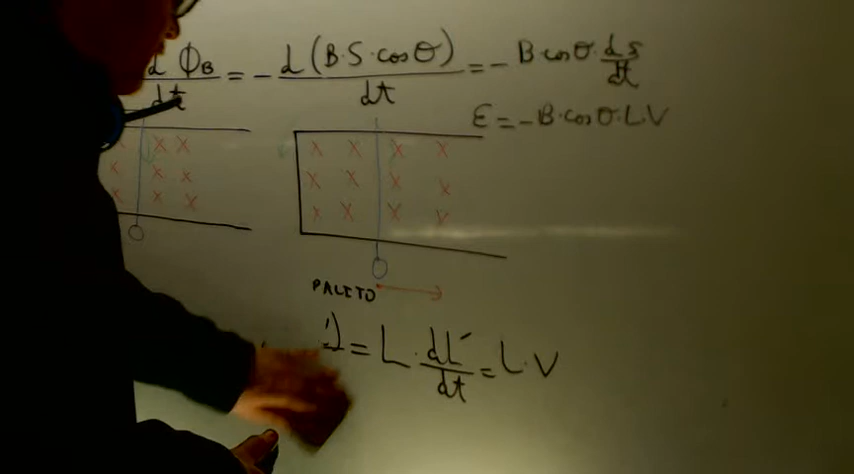 d ΦB / dt = - d (B·S·cosθ) / dt = - B·cosθ·ds / dt
ε = -B·cosθ·L·V
x x x x x x x
x x x x x x x
x x x x x x
PALITO
= L · dL´ / dt = L·V